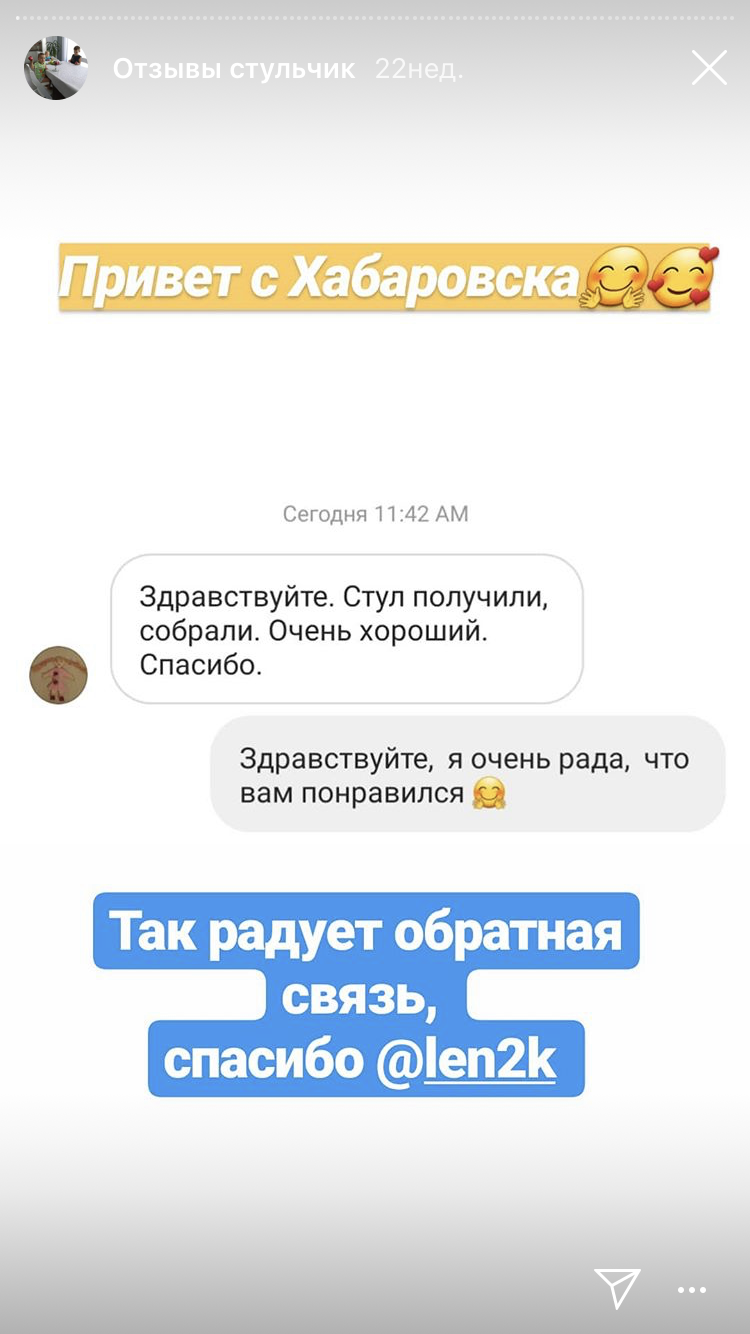 Отзывы стульчик 22нед.
Привет с Хабаровска🤗🥰
Сегодня 11:42 AM
Здравствуйте. Стул получили,
собрали. Очень хороший.
Спасибо.
Здравствуйте, я очень рада, что
вам понравился 🤗
Так радует обратная
связь,
спасибо @len2k